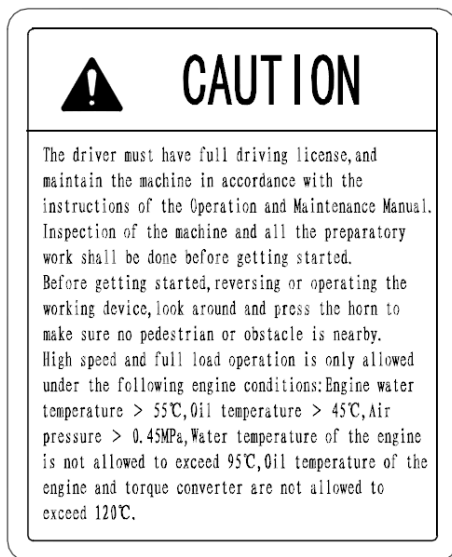 CAUTION
The driver must have full driving license, and
maintain the machine in accordance with the
instructions of the Operation and Maintenance Manual.
Inspection of the machine and all the preparatory
work shall be done before getting started.
Before getting started, reversing or operating the
working device, look around and press the horn to
make sure no pedestrian or obstacle is nearby.
High speed and full load operation is only allowed
under the following engine conditions: Engine water
temperature > 55℃, Oil temperature > 45℃, Air
pressure > 0.45MPa, Water temperature of the engine
is not allowed to exceed 95℃, Oil temperature of the
engine and torque converter are not allowed to
exceed 120℃.